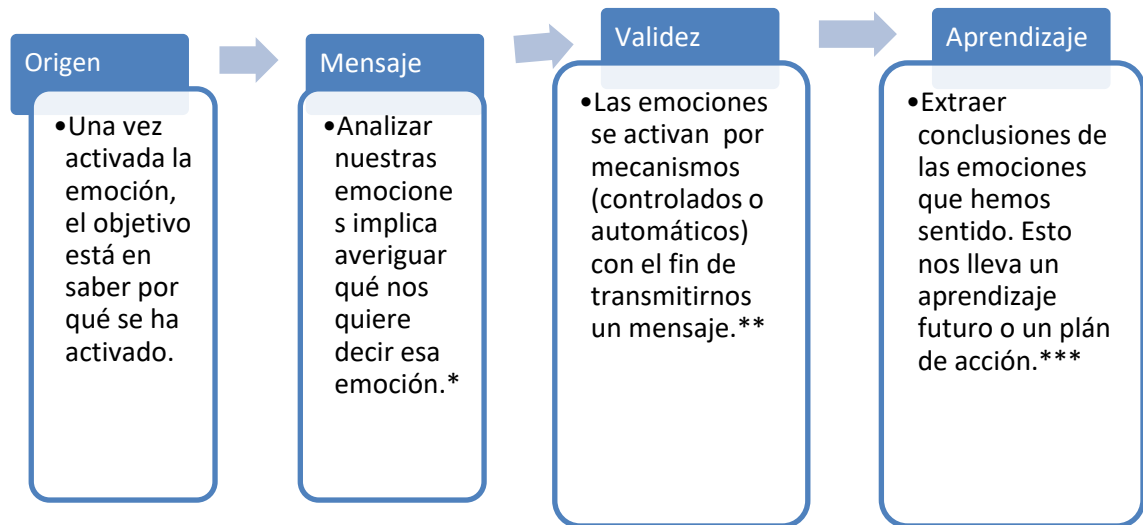 Origen
•Una vez
activada la
emoción,
el objetivo
está en
saber por
qué se ha
activado.
Mensaje
•Analizar
nuestras
emocione
s implica
averiguar
qué nos
quiere
decir esa
emoción.*
Validez
•Las emociones
se activan por
mecanismos
(controlados o
automáticos)
con el fin de
transmitirnos
un mensaje.**
Aprendizaje
•Extraer
conclusiones de
las emociones
que hemos
sentido. Esto
nos lleva un
aprendizaje
futuro o un plán
de acción.***